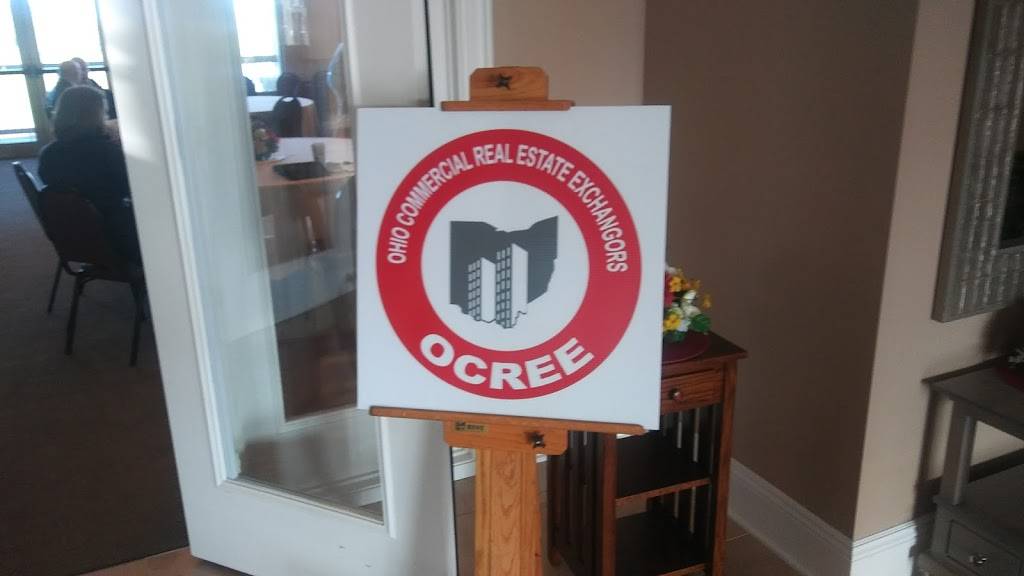 OHIO COMMERCIAL REAL ESTATE EXCHANGORS
OCREE